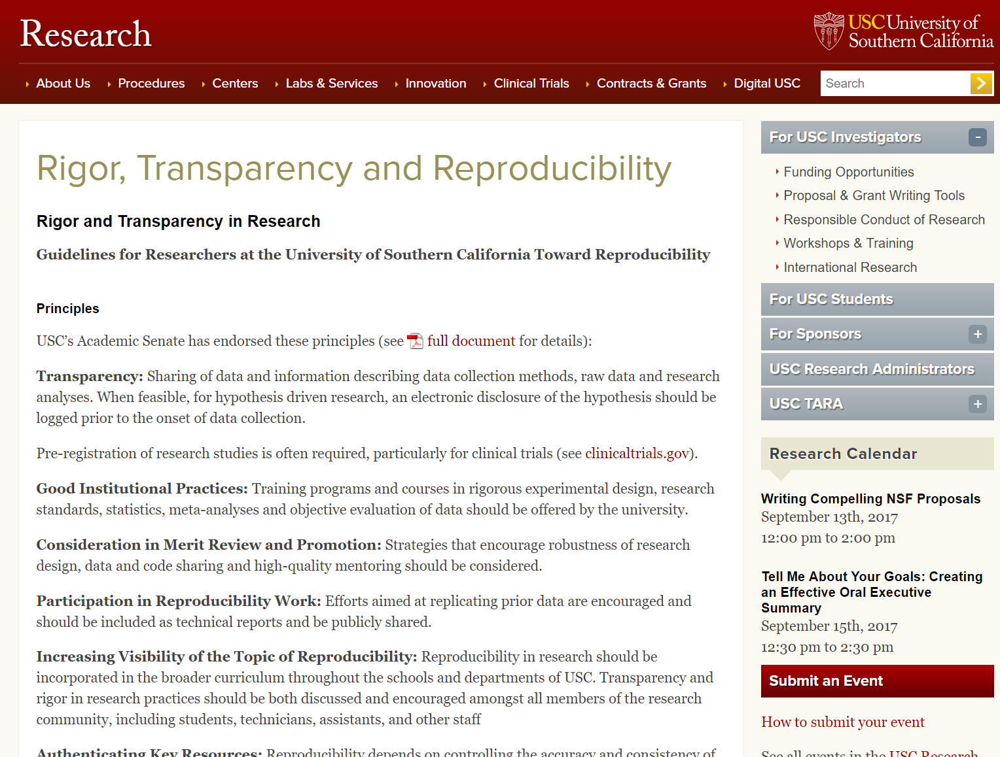 Research
USC University of
Southern California
About Us
Procedures
Centers
Labs & Services
Innovation
Clinical Trials
Contracts & Grants
Digital USC
Search
Rigor, Transparency and Reproducibility
Rigor and Transparency in Research
Guidelines for Researchers at the University of Southern California Toward Reproducibility
Principles
USC’s Academic Senate has endorsed these principles (see full document for details):
Transparency: Sharing of data and information describing data collection methods, raw data and research
analyses. When feasible, for hypothesis driven research, an electronic disclosure of the hypothesis should be
logged prior to the onset of data collection.
Pre-registration of research studies is often required, particularly for clinical trials (see clinicaltrials.gov).
Good Institutional Practices: Training programs and courses in rigorous experimental design, research
standards, statistics, meta-analyses and objective evaluation of data should be offered by the university.
Consideration in Merit Review and Promotion: Strategies that encourage robustness of research
design, data and code sharing and high-quality mentoring should be considered.
Participation in Reproducibility Work: Efforts aimed at replicating prior data are encouraged and
should be included as technical reports and be publicly shared.
Increasing Visibility of the Topic of Reproducibility: Reproducibility in research should be
incorporated in the broader curriculum throughout the schools and departments of USC. Transparency and
rigor in research practices should be both discussed and encouraged amongst all members of the research
community, including students, technicians, assistants, and other staff
Authenticating Key Resources: Reproducibility depends on controlling the accuracy and consistency of
For USC Investigators -
Funding Opportunities
Proposal & Grant Writing Tools
Responsible Conduct of Research
Workshops & Training
International Research
For USC Students
For Sponsors +
USC Research Administrators
USC TARA +
Research Calendar
Writing Compelling NSF Proposals
September 13th, 2017
12:00 pm to 2:00 pm
Tell Me About Your Goals: Creating
an Effective Oral Executive
Summary
September 15th, 2017
12:30 pm to 2:30 pm
Submit an Event
How to submit your event
See all events in the USC Research